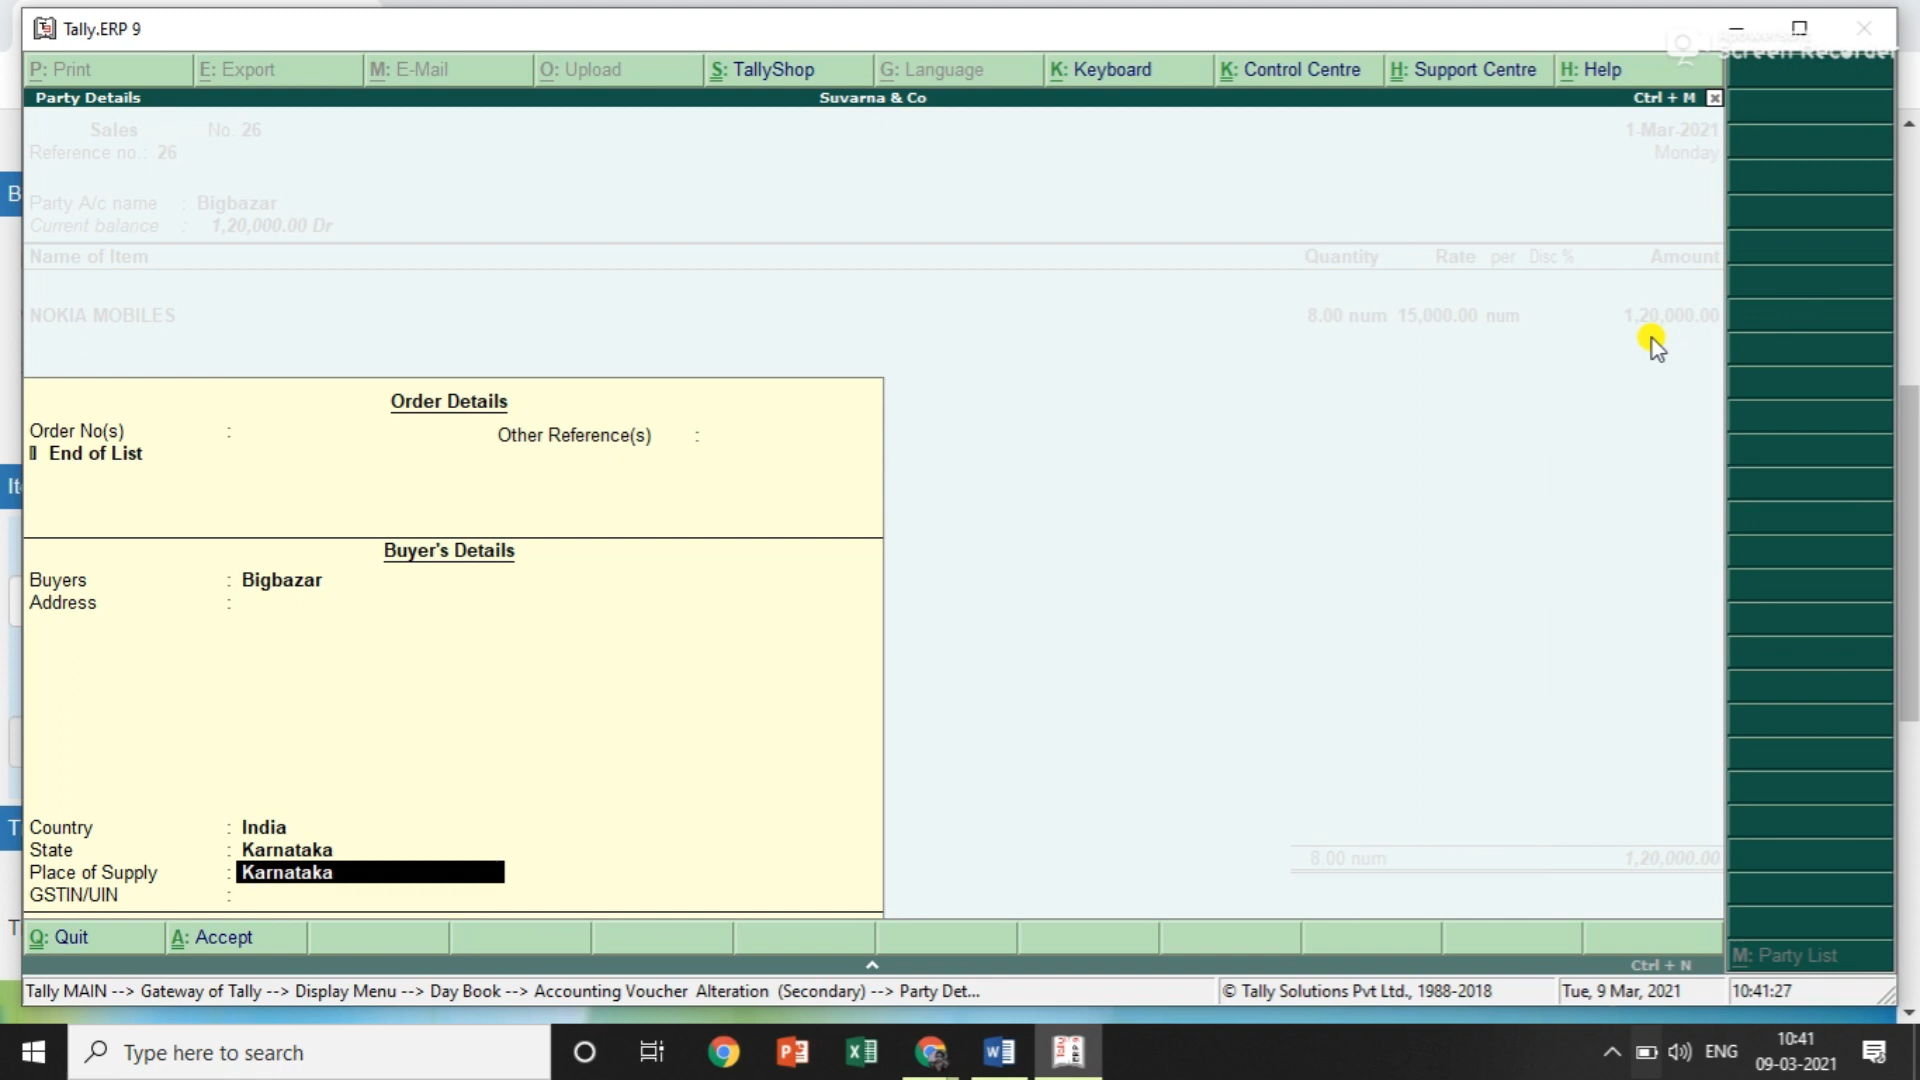 Tally.ERP 9
Screen Recorder
P: Print E: Export M: E-Mail O: Upload S: TallyShop G: Language K: Keyboard K: Control Centre H: Support Centre H: Help
Party Details Suvarna & Co Ctrl + M
Sales No. 26 1-Mar-2021
Reference no.: 26 Monday
Party A/c name : Bigbazar
Current balance : 1,20,000.00 Dr
Name of Item Quantity Rate per Disc % Amount
NOKIA MOBILES 8.00 num 15,000.00 num 1,20,000.00
Order Details
Order No(s) : Other Reference(s) :
End of List
Buyer's Details
Buyers : Bigbazar
Address :
Country : India
State : Karnataka
Place of Supply : Karnataka
GSTIN/UIN :
8.00 num 1,20,000.00
Q: Quit A: Accept
M: Party List
Ctrl + N
Tally MAIN --> Gateway of Tally --> Display Menu --> Day Book --> Accounting Voucher Alteration (Secondary) --> Party Det... © Tally Solutions Pvt Ltd., 1988-2018 Tue, 9 Mar, 2021 10:41:27
Type here to search
ENG
10:41
09-03-2021